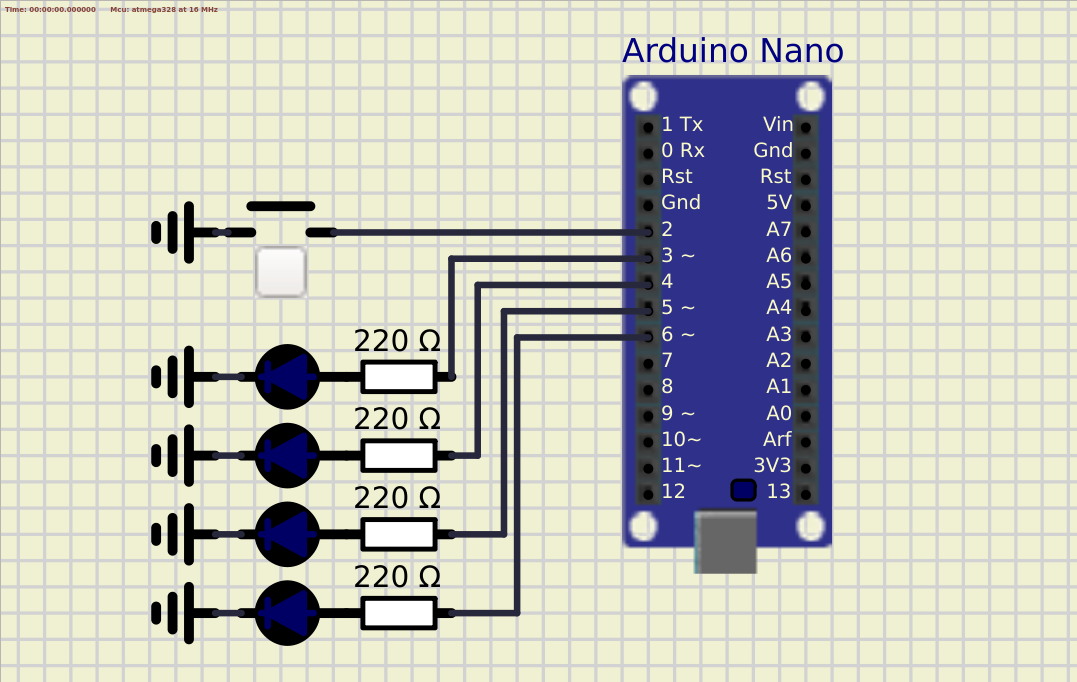 Time: 00:00:00.000000 Mcu: atmega328 at 16 MHz
Arduino Nano
1 Tx Vin
0 Rx Gnd
Rst Rst
Gnd 5V
2 A7
3 ~ A6
4 A5
5 ~ A4
6 ~ A3
7 A2
8 A1
9 ~ A0
10~ Arf
11~ 3V3
12 13
220 Ω
220 Ω
220 Ω
220 Ω